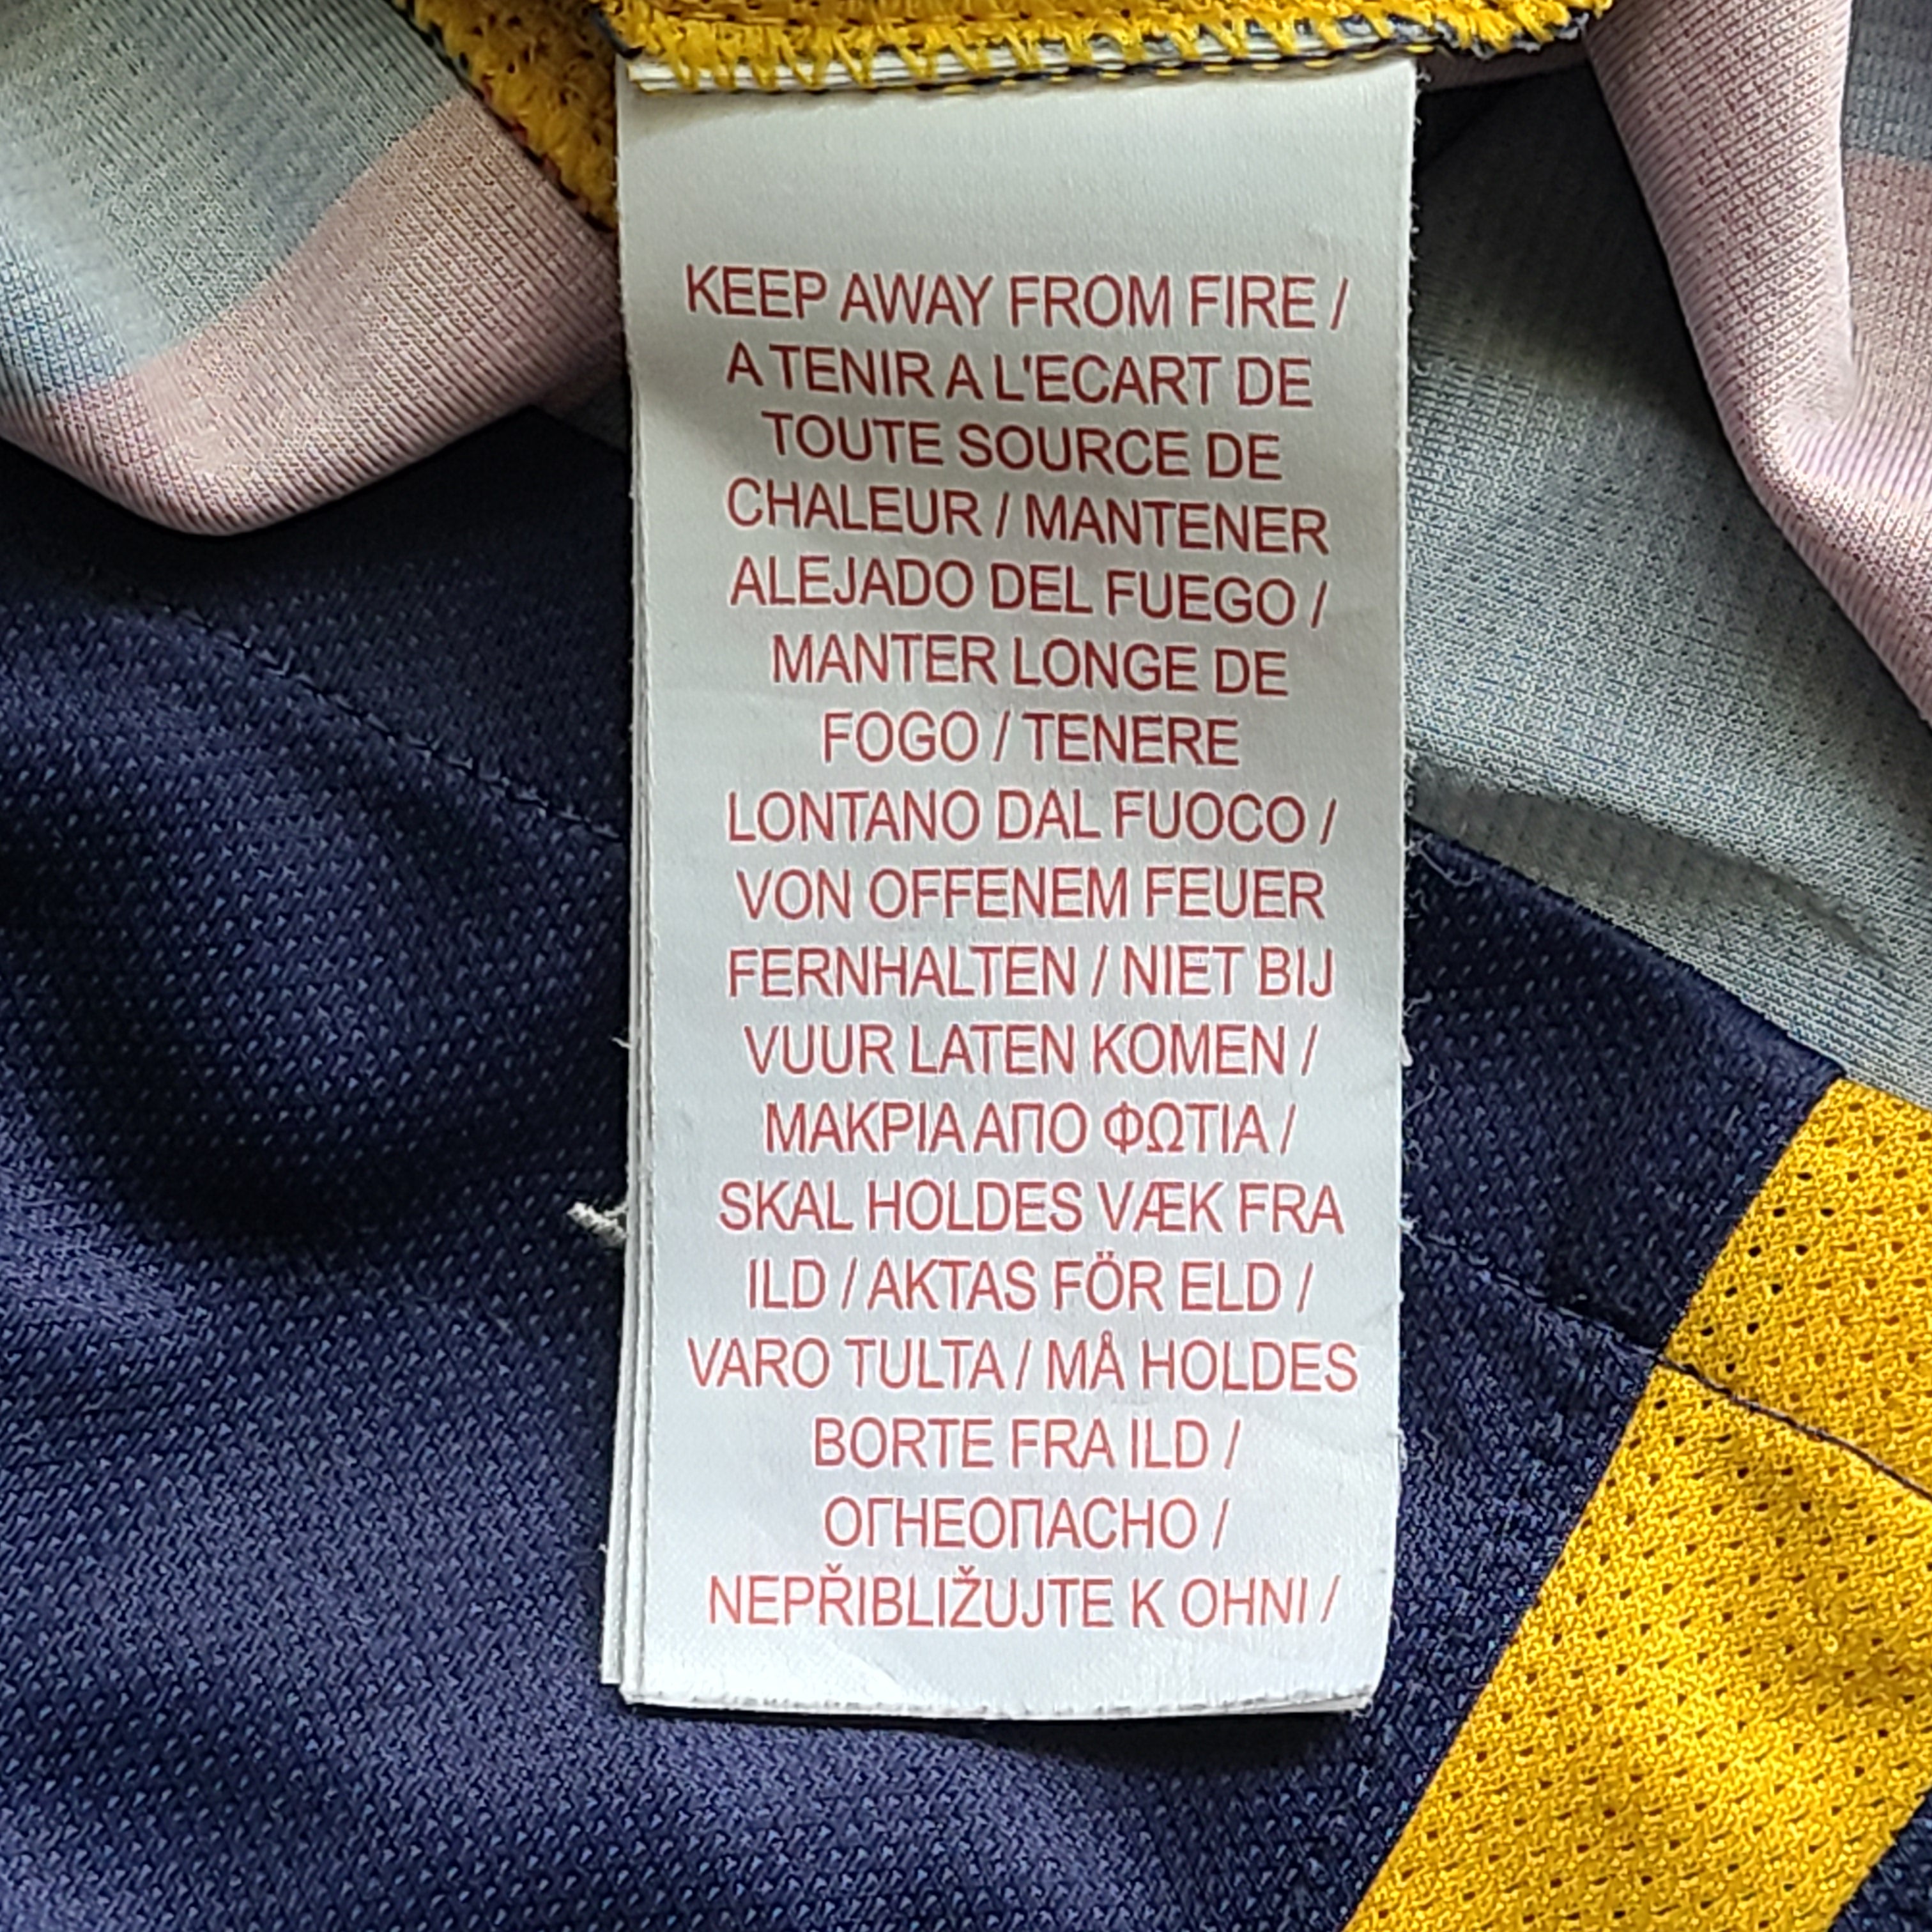 KEEP AWAY FROM FIRE /
A TENIR A L'ECART DE
TOUTE SOURCE DE
CHALEUR / MANTENER
ALEJADO DEL FUEGO /
MANTER LONGE DE
FOGO / TENERE
LONTANO DAL FUOCO /
VON OFFENEM FEUER
FERNHALTEN / NIET BIJ
VUUR LATEN KOMEN /
ΜΑΚΡΙΑ ΑΠΟ ΦΩΤΙΑ /
SKAL HOLDES VÆK FRA
ILD / AKTAS FÖR ELD /
VARO TULTA / MÅ HOLDES
BORTE FRA ILD /
ОГНЕОПАСНО /
NEPŘIBLIŽUJTE K OHNI /